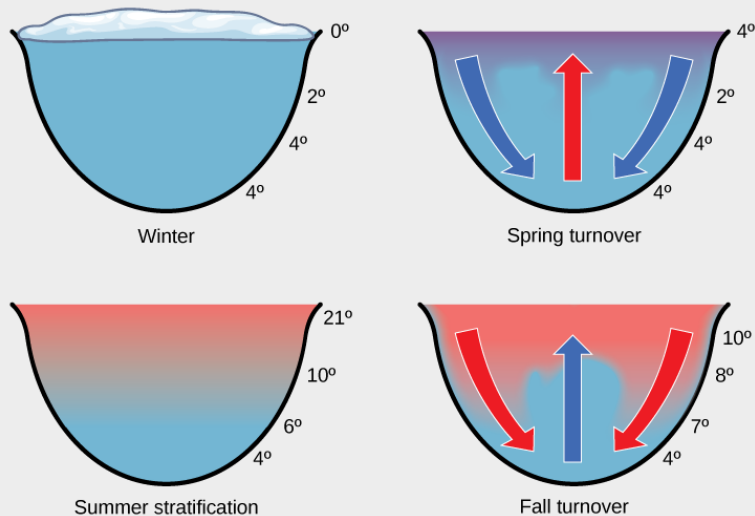 0º
2º
4º
4º
Winter
4º
2º
4º
4º
Spring turnover
21º
10º
6º
4º
Summer stratification
10º
8º
7º
4º
Fall turnover